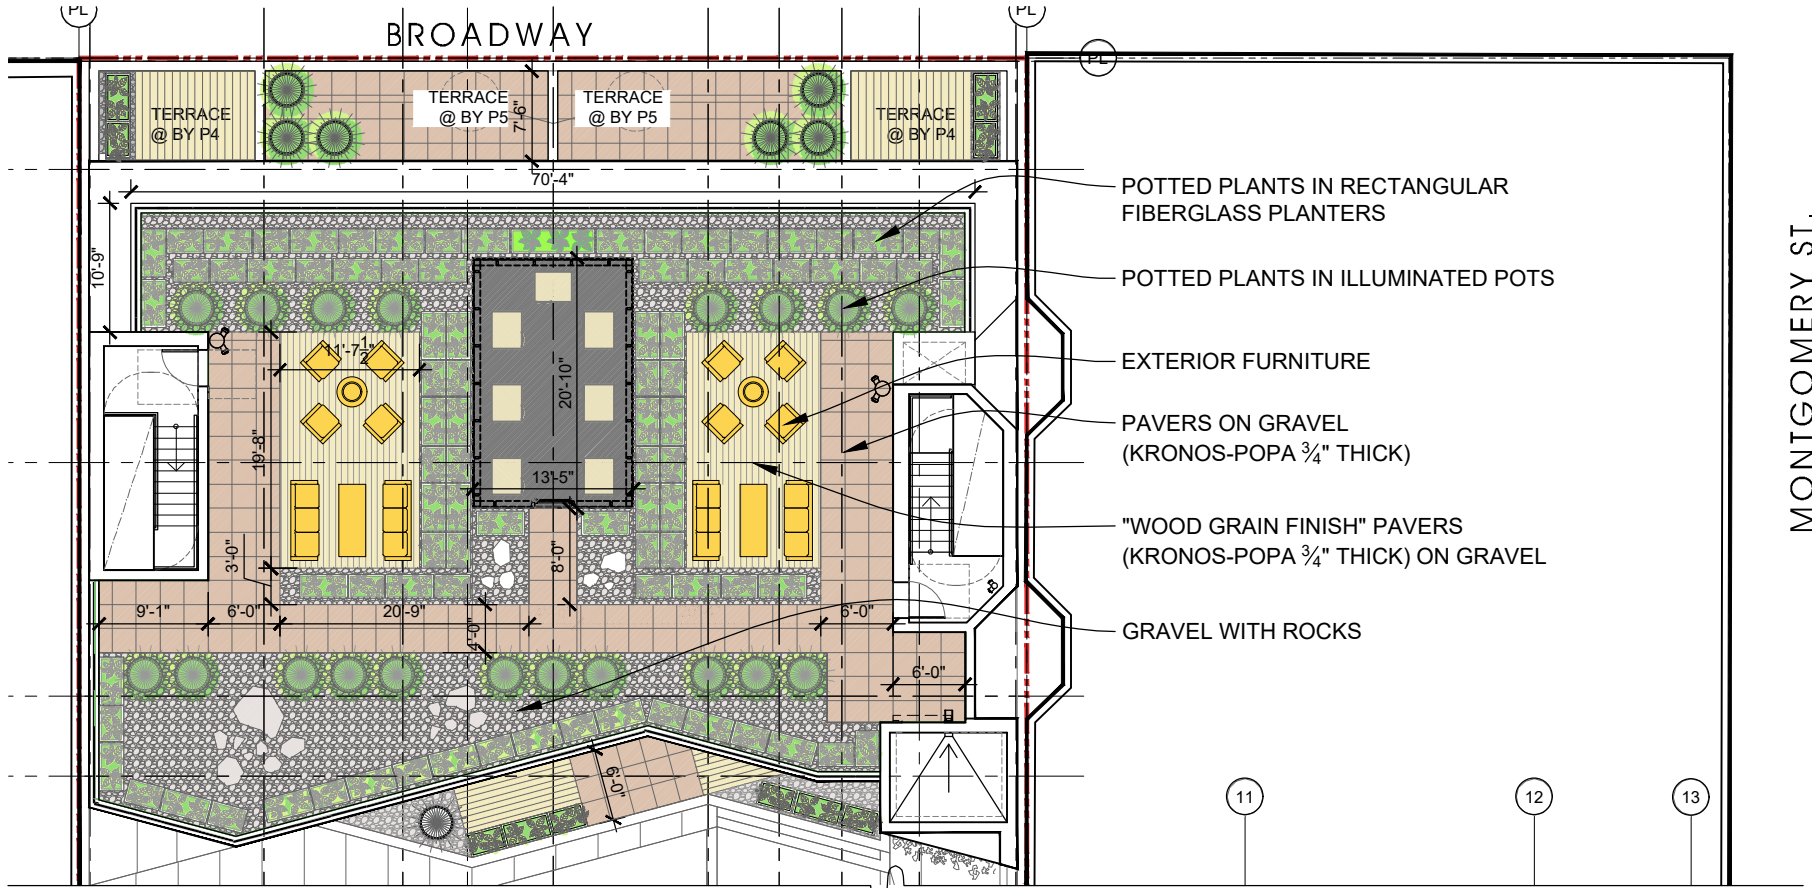 PL
PL
BROADWAY
PL
TERRACE
@ BY P4
TERRACE
@ BY P5
7'-6"
TERRACE
@ BY P5
TERRACE
@ BY P4
70'-4"
POTTED PLANTS IN RECTANGULAR
FIBERGLASS PLANTERS
10'-9"
POTTED PLANTS IN ILLUMINATED POTS
MONTGOMERY ST.
11'-7½"
EXTERIOR FURNITURE
20'-10"
PAVERS ON GRAVEL
(KRONOS-POPA ¾" THICK)
19'-8"
13'-5"
"WOOD GRAIN FINISH" PAVERS
(KRONOS-POPA ¾" THICK) ON GRAVEL
3'-0"
8'-0"
9'-1"
6'-0"
20'-9"
4'-0"
6'-0"
GRAVEL WITH ROCKS
6'-0"
6'-0"
11
12
13